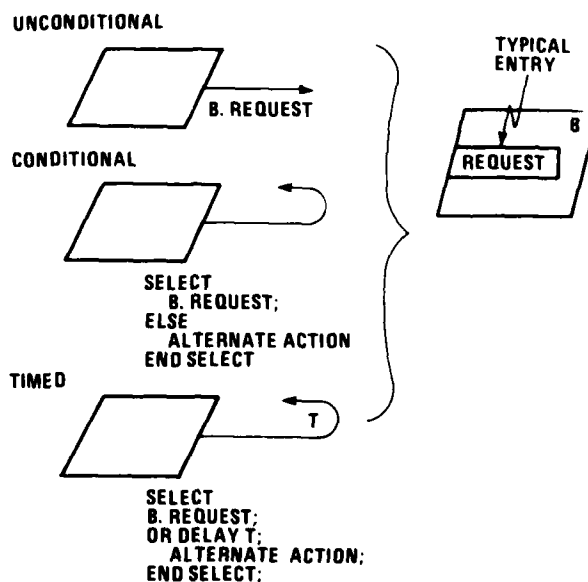 UNCONDITIONAL
B. REQUEST
CONDITIONAL
SELECT
B. REQUEST;
ELSE
ALTERNATE ACTION
END SELECT
TIMED
T
SELECT
B. REQUEST;
OR DELAY T;
ALTERNATE ACTION;
END SELECT;
TYPICAL
ENTRY
B
REQUEST